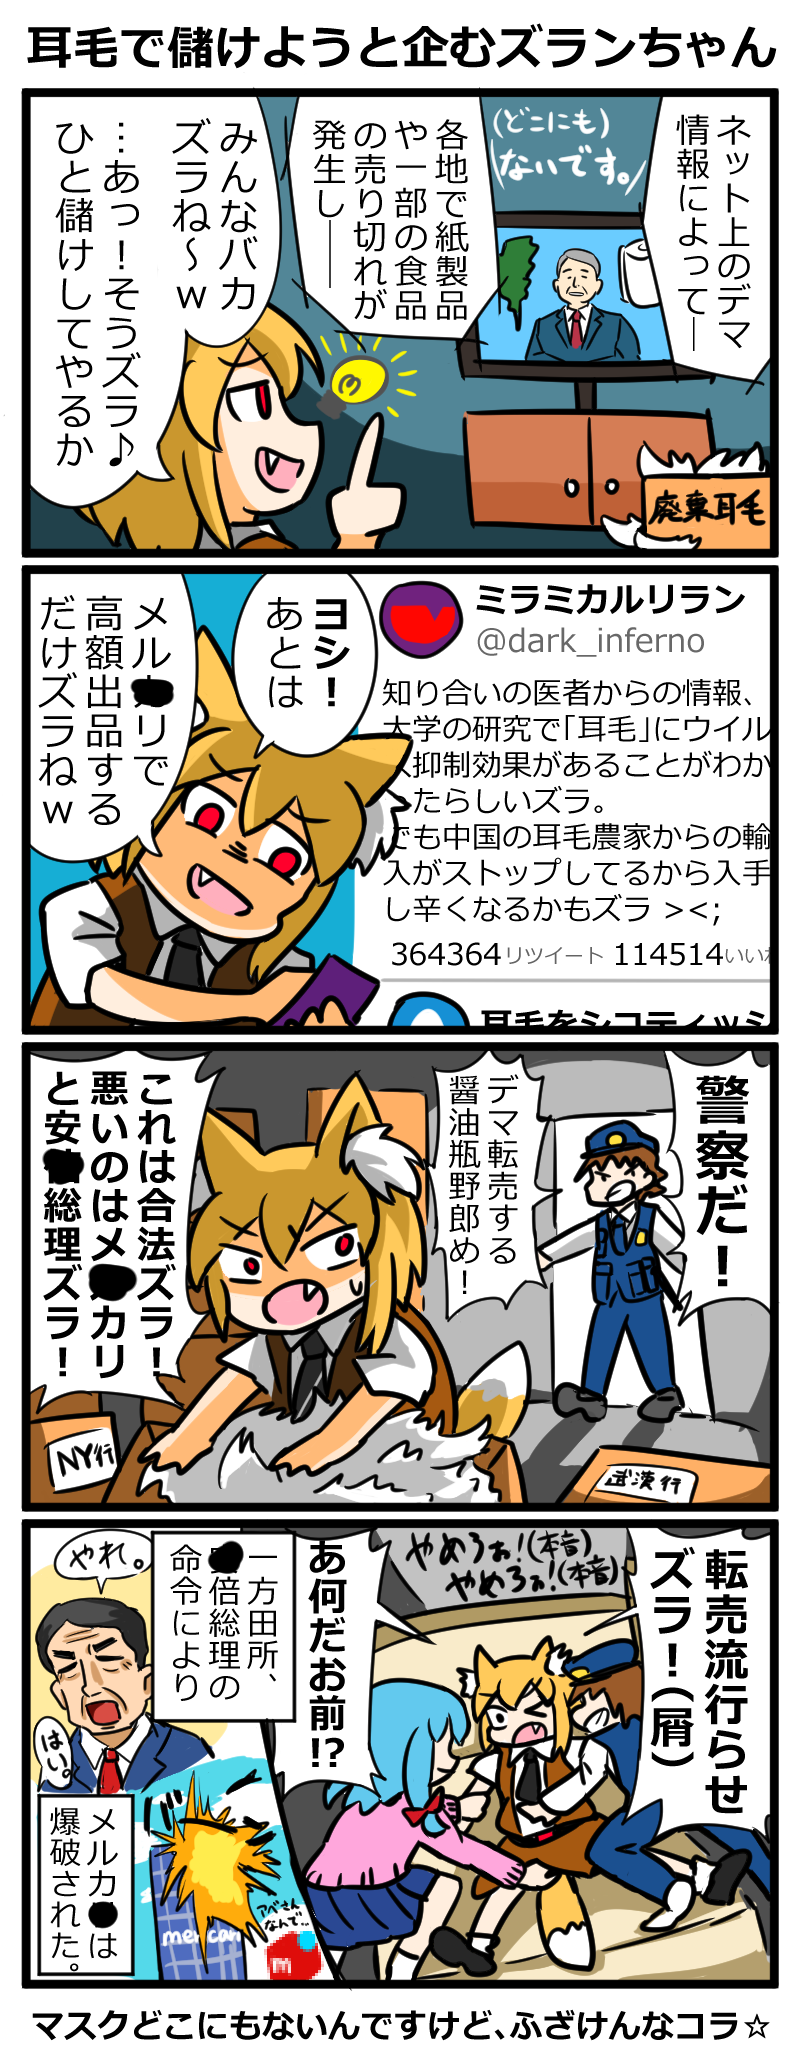 耳毛で儲けようと企むズランちゃん
ネット上のデマ
情報によって―
(どこにも)
ないです。
各地で紙製品
や一部の食品
の売り切れが
発生し―
みんなバカ
ズラね～w
…あっ！そうズラ♪
ひと儲けしてやるか
廃棄耳毛
ミラミカルリラン
@dark_inferno
知り合いの医者からの情報、
大学の研究で「耳毛」にウイル
ス抑制効果があることがわか
ったらしいズラ。
でも中国の耳毛農家からの輸
入がストップしてるから入手
し辛くなるかもズラ ><;
364364リツイート 114514いいね
耳毛をシコティッシ
ヨシ！
あとは
メル●リで
高額出品する
だけズラねw
警察だ！
デマ転売する
醤油瓶野郎め！
これは合法ズラ！
悪いのはメ●カリ
と安●総理ズラ！
NY行
武漢行
転売流行らせ
ズラ！(屑)
やめろぉ！(本音)
やめろぉ！(本音)
あ何だお前!?
一方田所、
●倍総理の
命令により
やれ。
はい。
メルカ●は
爆破された。
mercari
アベさん
なんで…
m
マスクどこにもないんですけど､ふざけんなコラ☆